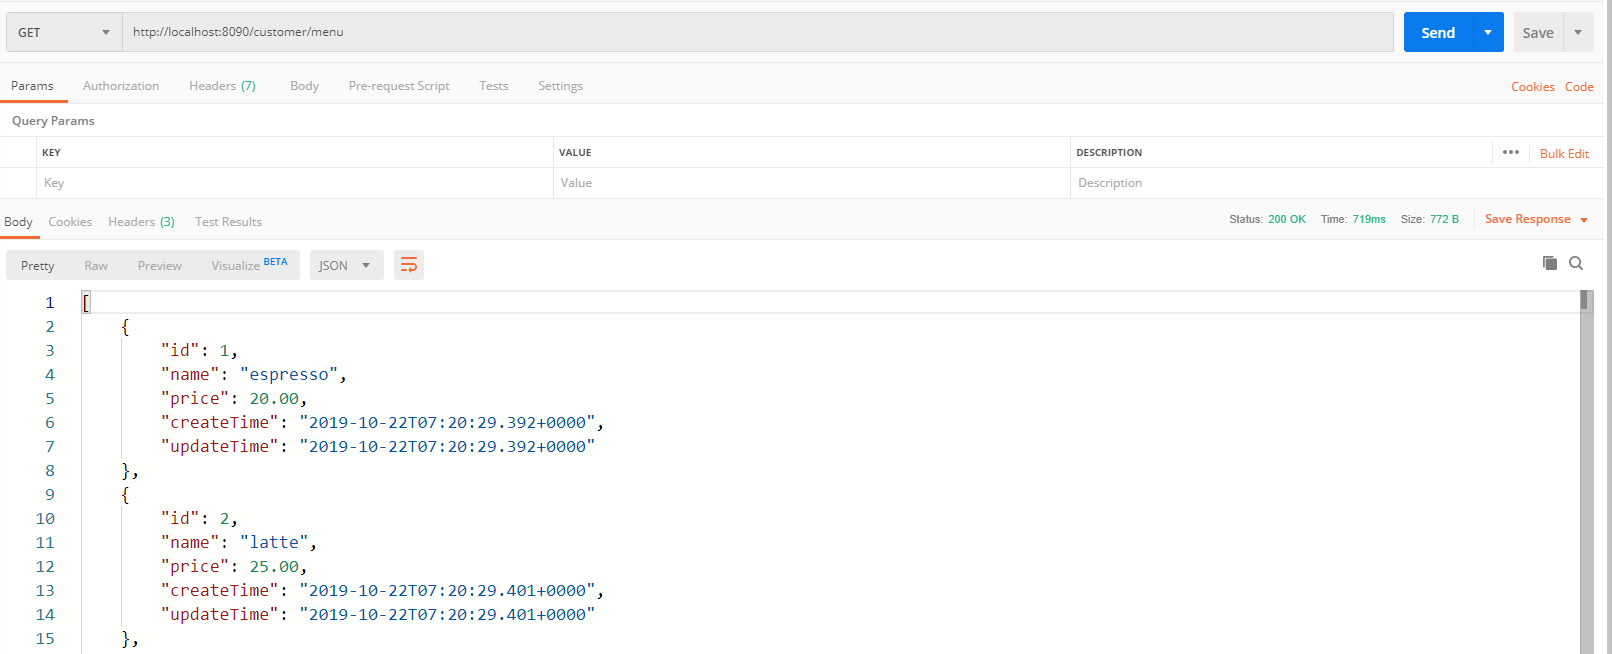 GET http://localhost:8090/customer/menu Send Save
Params Authorization Headers (7) Body Pre-request Script Tests Settings Cookies Code
Query Params
KEY VALUE DESCRIPTION ••• Bulk Edit
Key Value Description
Body Cookies Headers (3) Test Results Status: 200 OK Time: 719ms Size: 772 B Save Response
Pretty Raw Preview Visualize BETA JSON
1 [
2 {
3 "id": 1,
4 "name": "espresso",
5 "price": 20.00,
6 "createTime": "2019-10-22T07:20:29.392+0000",
7 "updateTime": "2019-10-22T07:20:29.392+0000"
8 },
9 {
10 "id": 2,
11 "name": "latte",
12 "price": 25.00,
13 "createTime": "2019-10-22T07:20:29.401+0000",
14 "updateTime": "2019-10-22T07:20:29.401+0000"
15 },